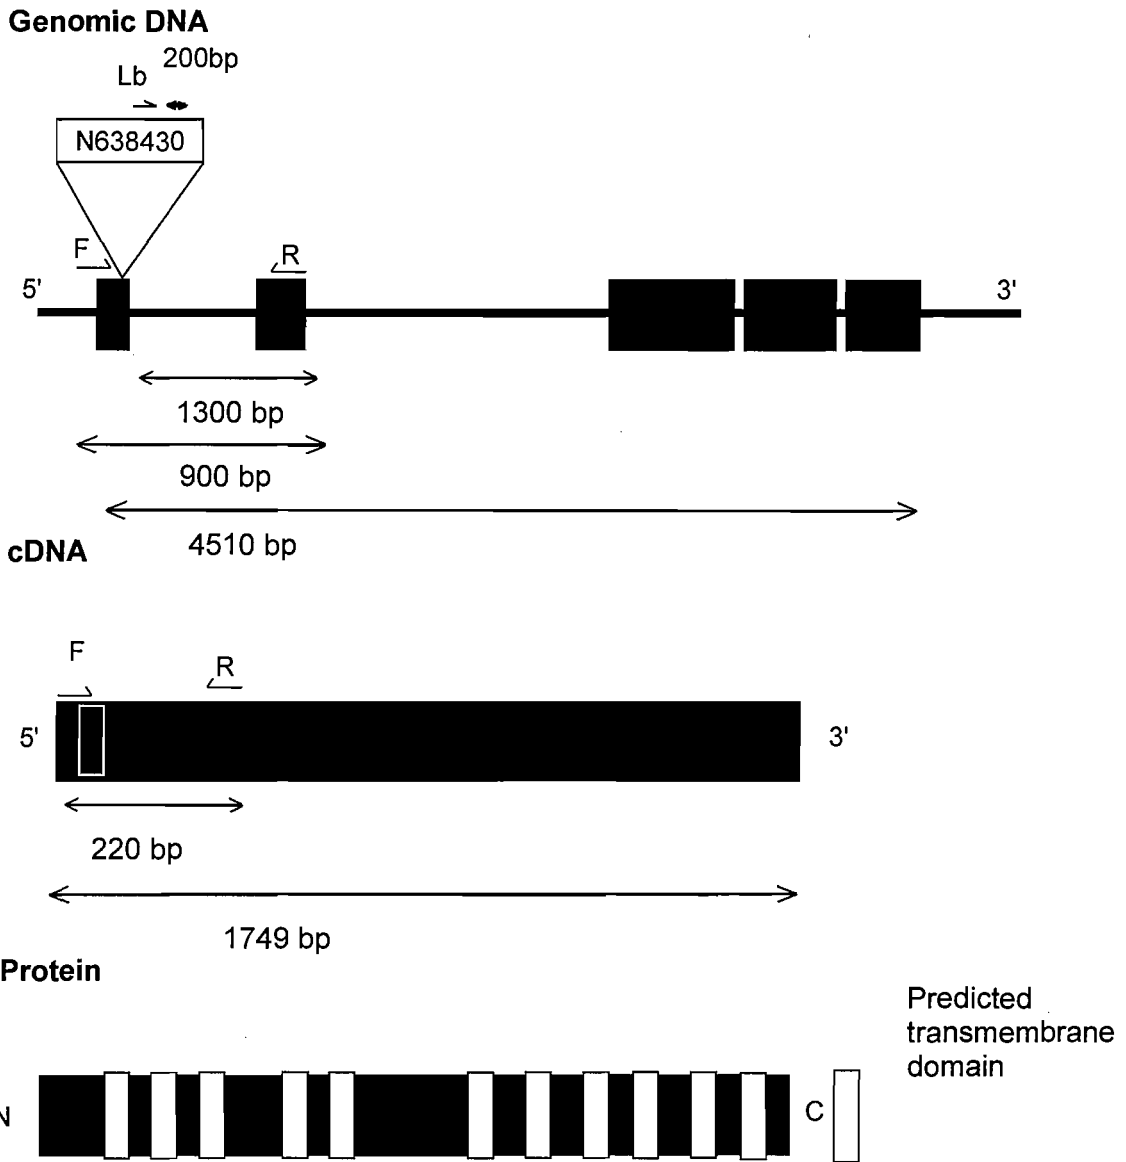 Genomic DNA
200bp
Lb
N638430
F
R
5'
3'
1300 bp
900 bp
4510 bp
cDNA
F
R
5'
3'
220 bp
1749 bp
Protein
Predicted
transmembrane
domain
N
C